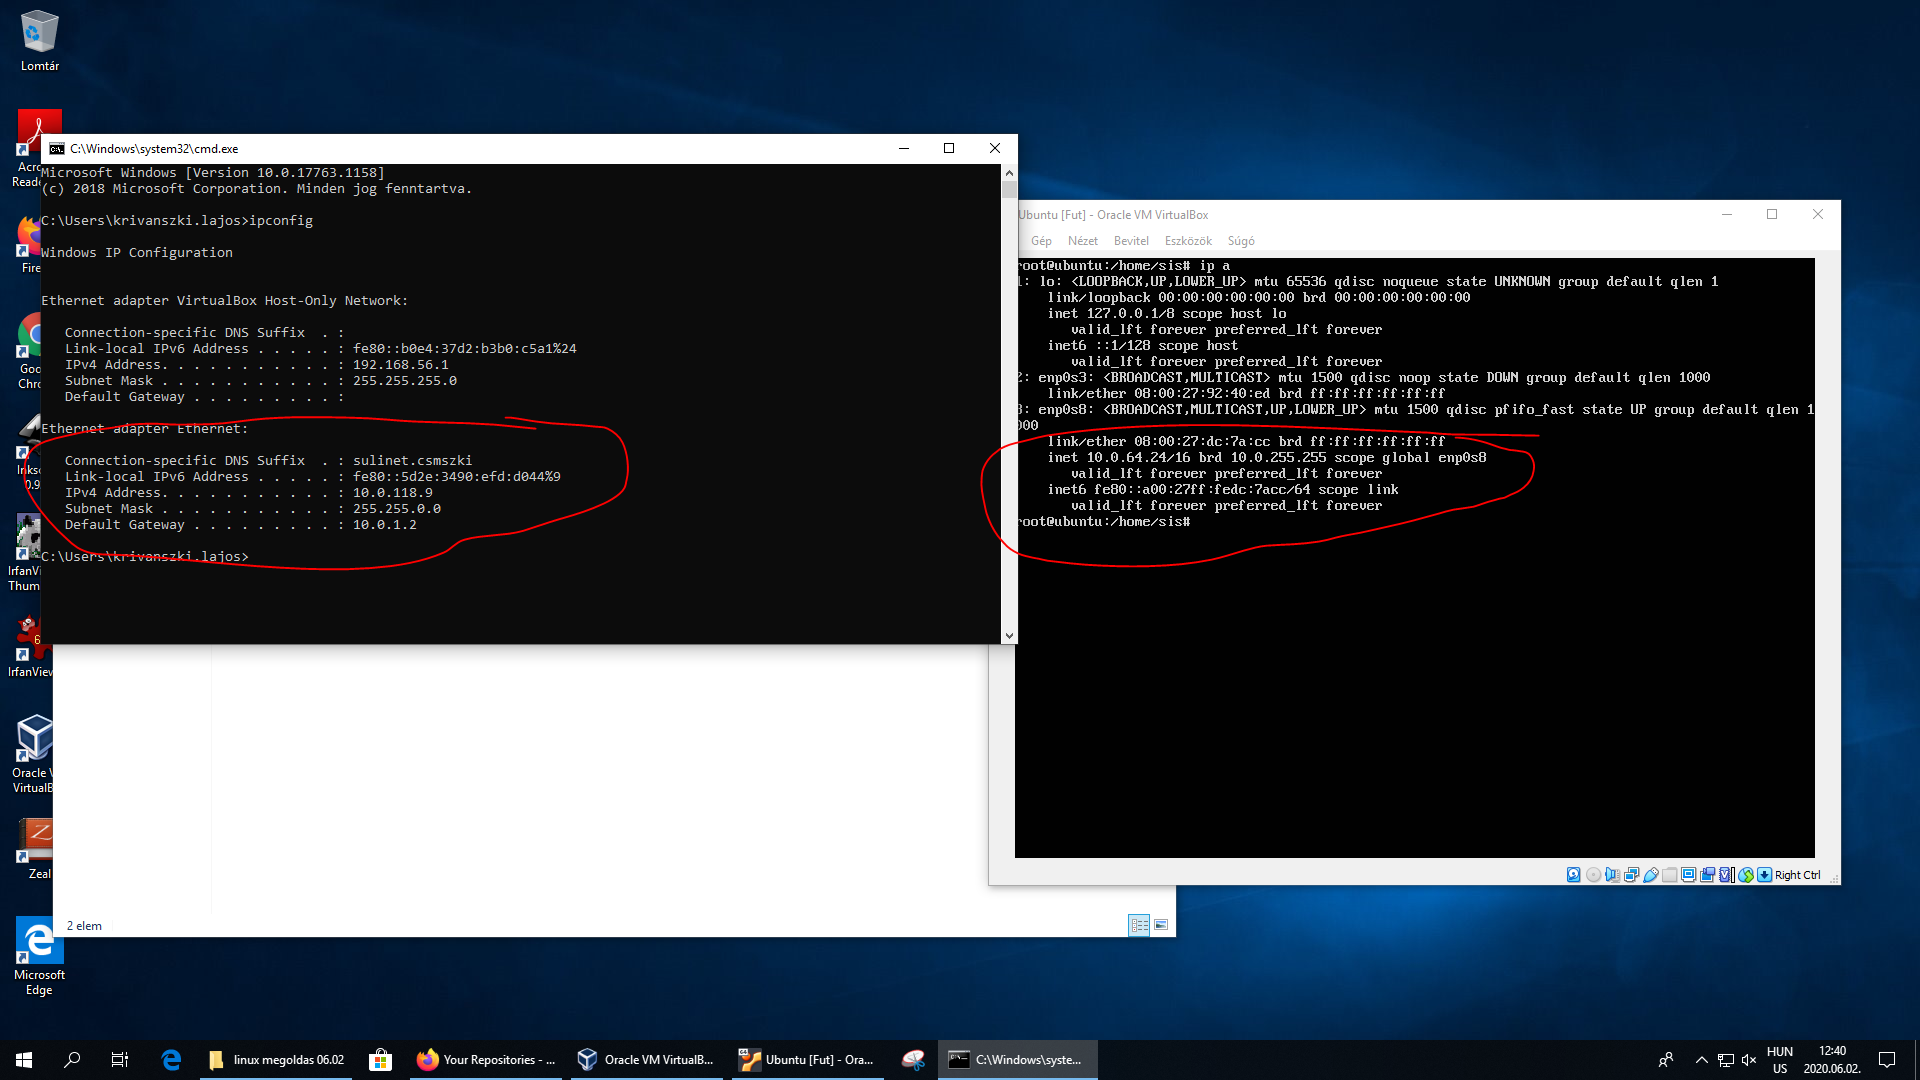 Lomtár
Acro
Reade
Fire
Goo
Chro
Inks
0.9
IrfanVi
Thum
6
IrfanView
Oracle V
VirtualB
Zeal
Microsoft
Edge
C:\Windows\system32\cmd.exe
Microsoft Windows [Version 10.0.17763.1158]
(c) 2018 Microsoft Corporation. Minden jog fenntartva.
C:\Users\krivanszki.lajos>ipconfig
Windows IP Configuration
Ethernet adapter VirtualBox Host-Only Network:
Connection-specific DNS Suffix  . :
Link-local IPv6 Address . . . . . : fe80::b0e4:37d2:b3b0:c5a1%24
IPv4 Address. . . . . . . . . . . : 192.168.56.1
Subnet Mask . . . . . . . . . . . : 255.255.255.0
Default Gateway . . . . . . . . . :
Ethernet adapter Ethernet:
Connection-specific DNS Suffix  . : sulinet.csmszki
Link-local IPv6 Address . . . . . : fe80::5d2e:3490:efd:d044%9
IPv4 Address. . . . . . . . . . . : 10.0.118.9
Subnet Mask . . . . . . . . . . . : 255.255.0.0
Default Gateway . . . . . . . . . : 10.0.1.2
C:\Users\krivanszki.lajos>
2 elem
Ubuntu [Fut] - Oracle VM VirtualBox
Gép Nézet Bevitel Eszközök Súgó
root@ubuntu:/home/sis# ip a
1: lo: <LOOPBACK,UP,LOWER_UP> mtu 65536 qdisc noqueue state UNKNOWN group default qlen 1
link/loopback 00:00:00:00:00:00 brd 00:00:00:00:00:00
inet 127.0.0.1/8 scope host lo
valid_lft forever preferred_lft forever
inet6 ::1/128 scope host
valid_lft forever preferred_lft forever
2: enp0s3: <BROADCAST,MULTICAST> mtu 1500 qdisc noop state DOWN group default qlen 1000
link/ether 08:00:27:92:40:ed brd ff:ff:ff:ff:ff:ff
3: enp0s8: <BROADCAST,MULTICAST,UP,LOWER_UP> mtu 1500 qdisc pfifo_fast state UP group default qlen 1
000
link/ether 08:00:27:dc:7a:cc brd ff:ff:ff:ff:ff:ff
inet 10.0.64.24/16 brd 10.0.255.255 scope global enp0s8
valid_lft forever preferred_lft forever
inet6 fe80::a00:27ff:fedc:7acc/64 scope link
valid_lft forever preferred_lft forever
root@ubuntu:/home/sis#
Right Ctrl
linux megoldas 06.02
Your Repositories - ...
Oracle VM VirtualB...
Ubuntu [Fut] - Ora...
C:\Windows\syste...
HUN
US
12:40
2020.06.02.